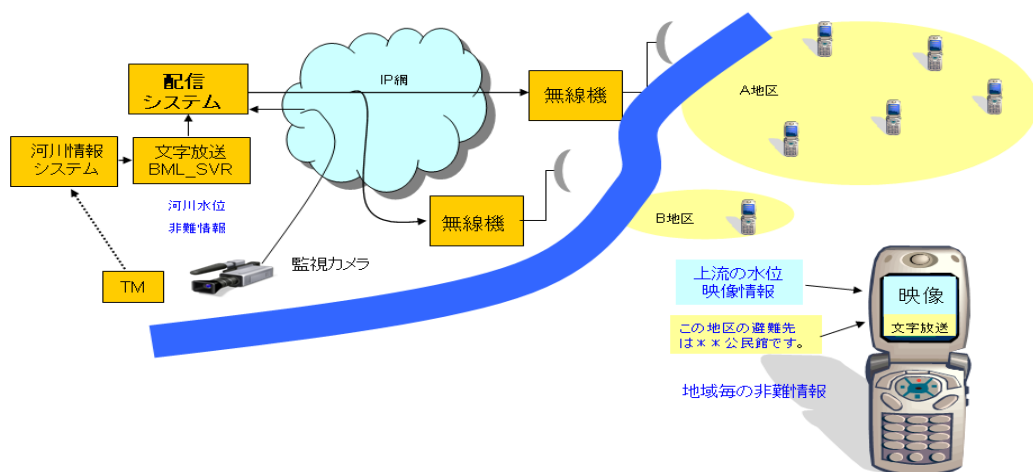 配信
システム
IP網
無線機
A地区
河川情報
システム
文字放送
BML_SVR
河川水位
非難情報
無線機
B地区
TM
監視カメラ
上流の水位
映像情報
映像
文字放送
この地区の避難先
は＊＊公民館です。
地域毎の非難情報